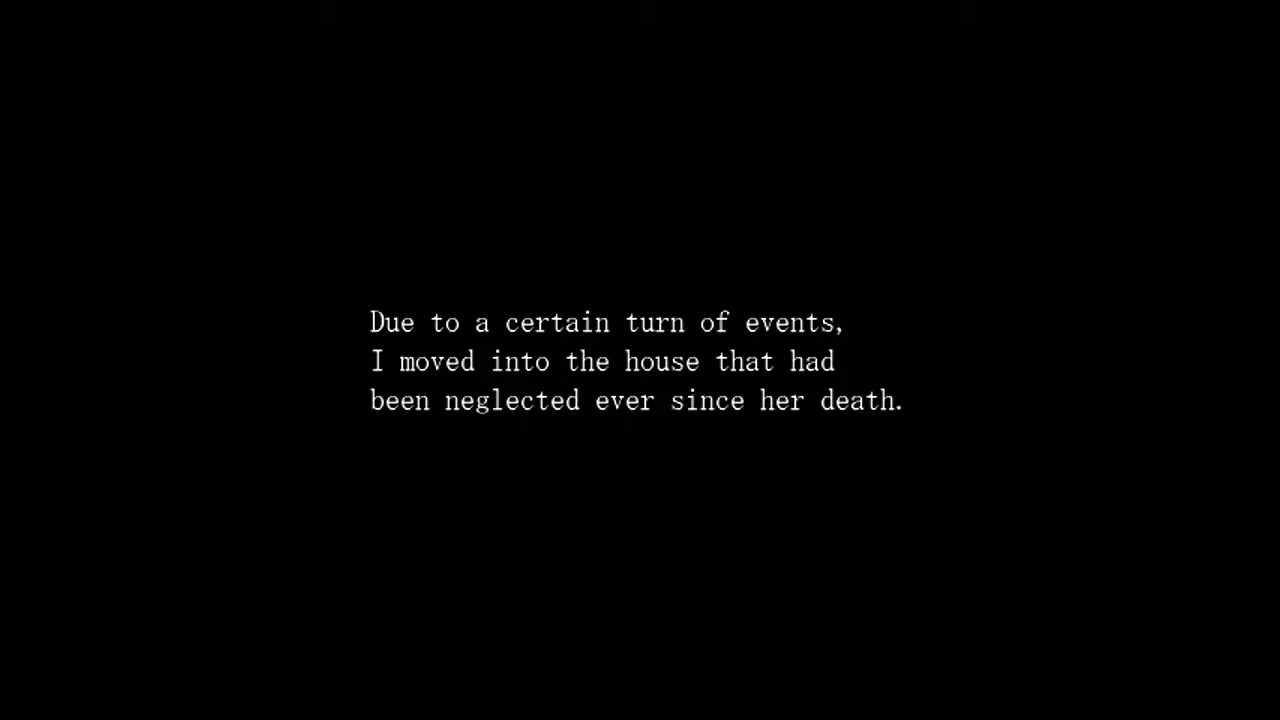 Due to a certain turn of events,
I moved into the house that had
been neglected ever since her death.